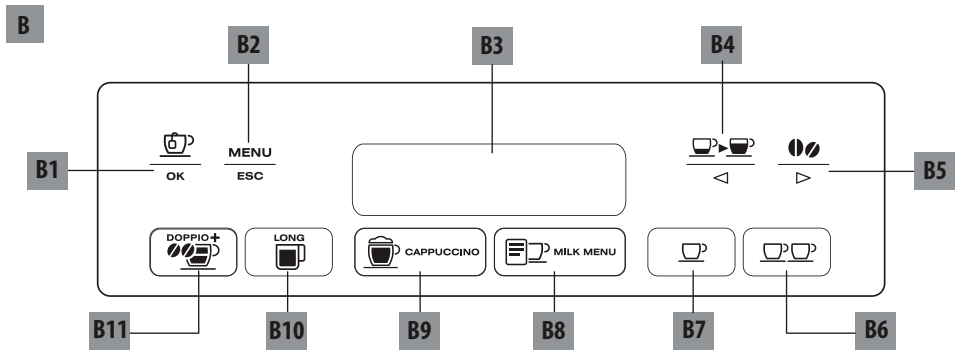 B
B2
B3
B4
B1
MENU
OK
ESC
B5
DOPPIO+
LONG
CAPPUCCINO
MILK MENU
B11
B10
B9
B8
B7
B6